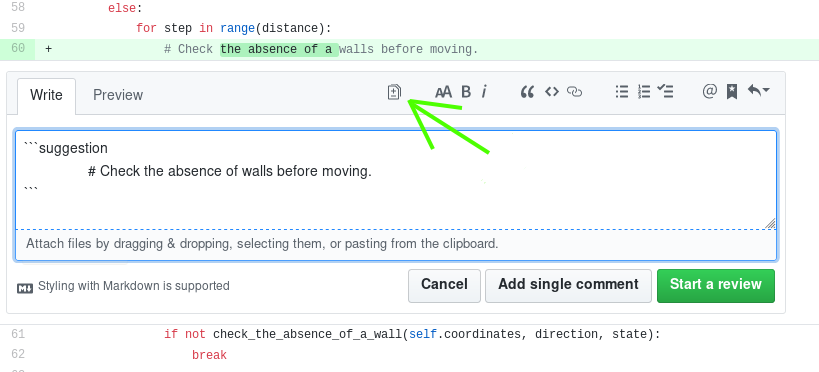 58 else:
59 for step in range(distance):
60 + # Check the absence of a walls before moving.
Write Preview AA B i
```suggestion
# Check the absence of walls before moving.
```
Attach files by dragging & dropping, selecting them, or pasting from the clipboard.
Styling with Markdown is supported Cancel Add single comment Start a review
61 if not check_the_absence_of_a_wall(self.coordinates, direction, state):
62 break